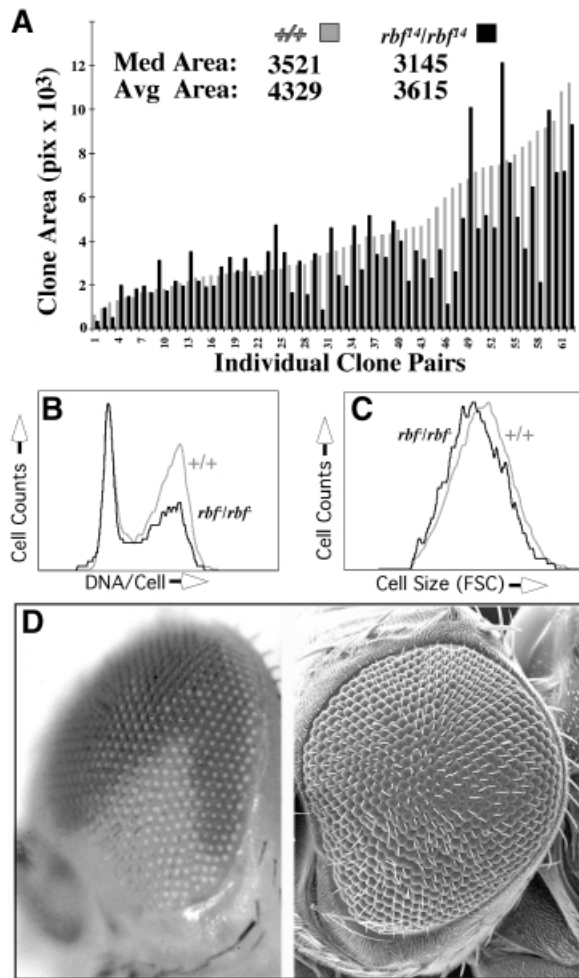 A
+/+ rbf¹⁴/rbf¹⁴
Med Area: 3521 3145
Avg Area: 4329 3615
Clone Area (pix x 10³)
12
10
8
6
4
2
0
1 4 7 10 13 16 19 22 25 28 31 34 37 40 43 46 49 52 55 58 61
Individual Clone Pairs
B
Cell Counts
+/+
rbf⁻/rbf⁻
DNA/Cell
C
Cell Counts
rbf⁻/rbf⁻
+/+
Cell Size (FSC)
D